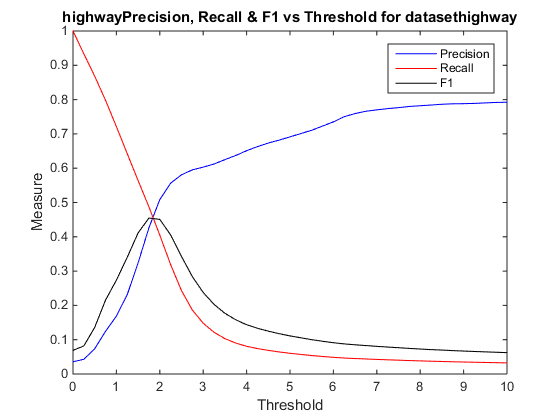 highwayPrecision, Recall & F1 vs Threshold for datasethighway
1
0.9
0.8
0.7
0.6
0.5
0.4
0.3
0.2
0.1
0
Measure
Precision
Recall
F1
0 1 2 3 4 5 6 7 8 9 10
Threshold